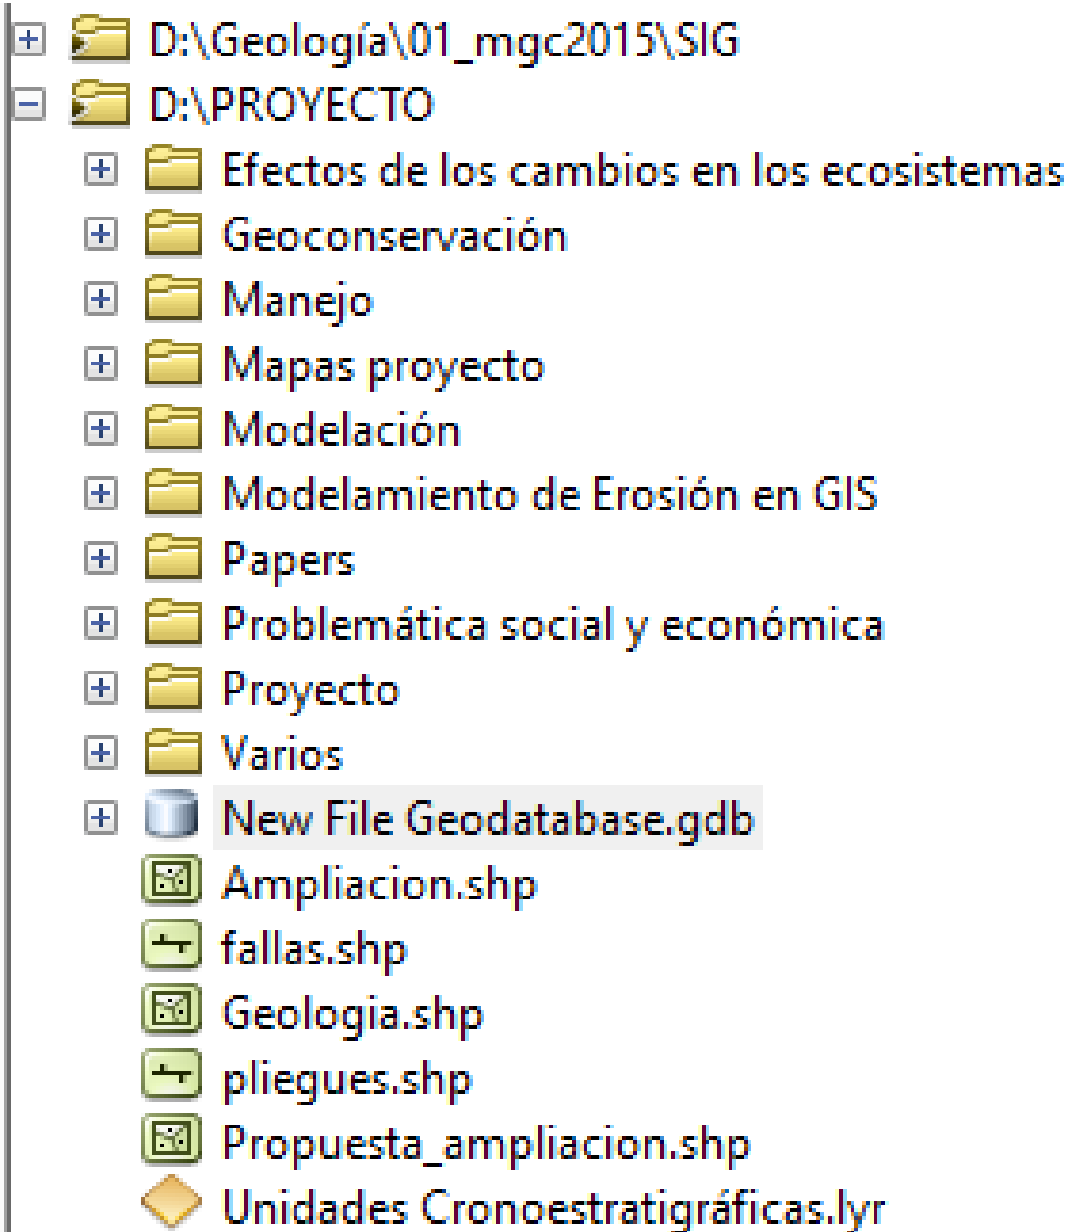 D:\Geología\01_mgc2015\SIG
D:\PROYECTO
Efectos de los cambios en los ecosistemas
Geoconservación
Manejo
Mapas proyecto
Modelación
Modelamiento de Erosión en GIS
Papers
Problemática social y económica
Proyecto
Varios
New File Geodatabase.gdb
Ampliacion.shp
fallas.shp
Geologia.shp
pliegues.shp
Propuesta_ampliacion.shp
Unidades Cronoestratigráficas.lyr